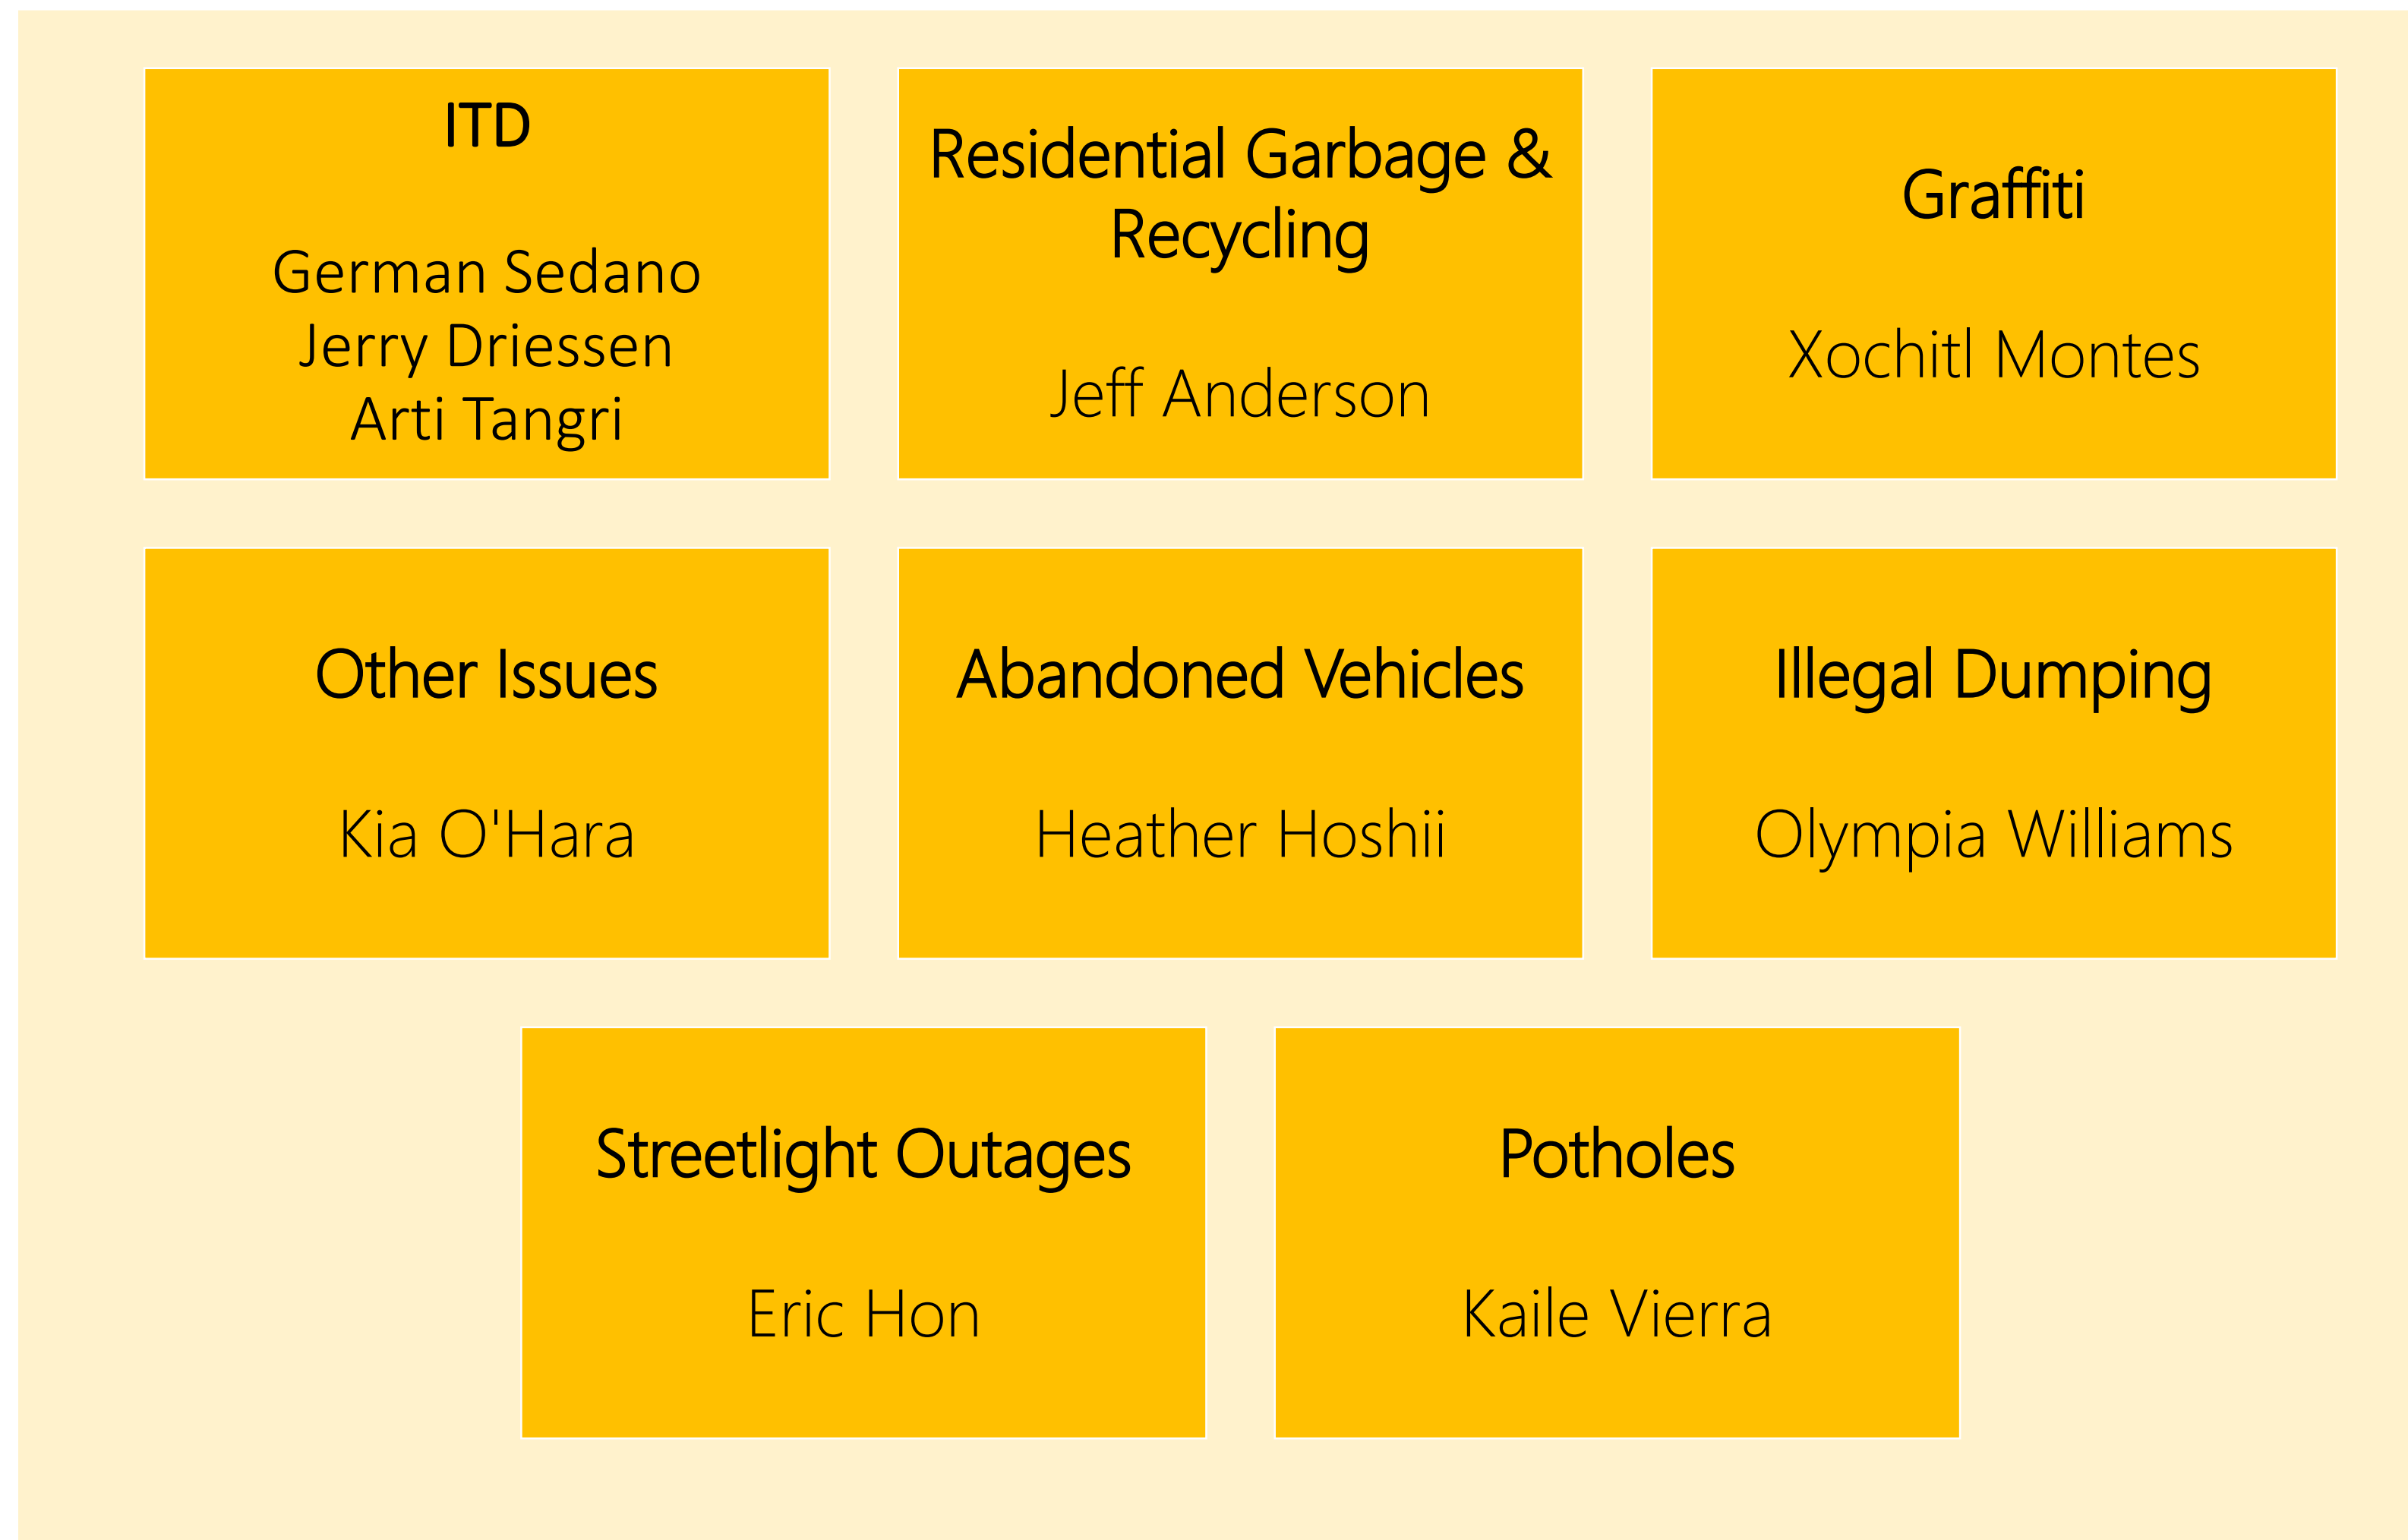 ITD
German Sedano
Jerry Driessen
Arti Tangri
Residential Garbage &
Recycling
Jeff Anderson
Graffiti
Xochitl Montes
Other Issues
Kia O'Hara
Abandoned Vehicles
Heather Hoshii
Illegal Dumping
Olympia Williams
Streetlight Outages
Eric Hon
Potholes
Kaile Vierra